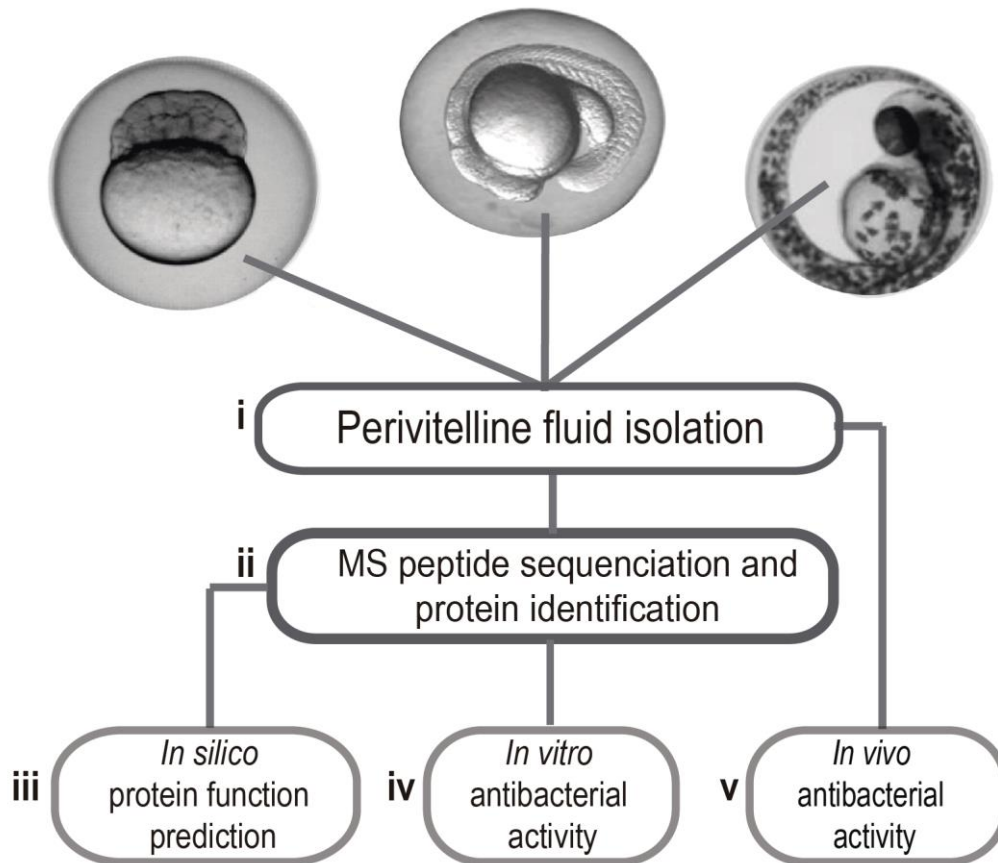 i
Perivitelline fluid isolation
ii
MS peptide sequenciation and
protein identification
iii
In silico
protein function
prediction
iv
In vitro
antibacterial
activity
v
In vivo
antibacterial
activity